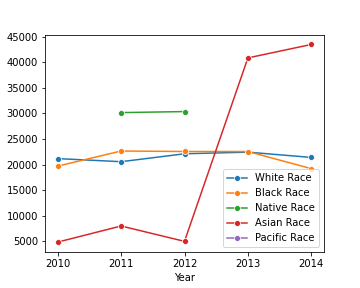 45000
40000
35000
30000
25000
20000
15000
10000
5000
White Race
Black Race
Native Race
Asian Race
Pacific Race
2010 2011 2012 2013 2014
Year